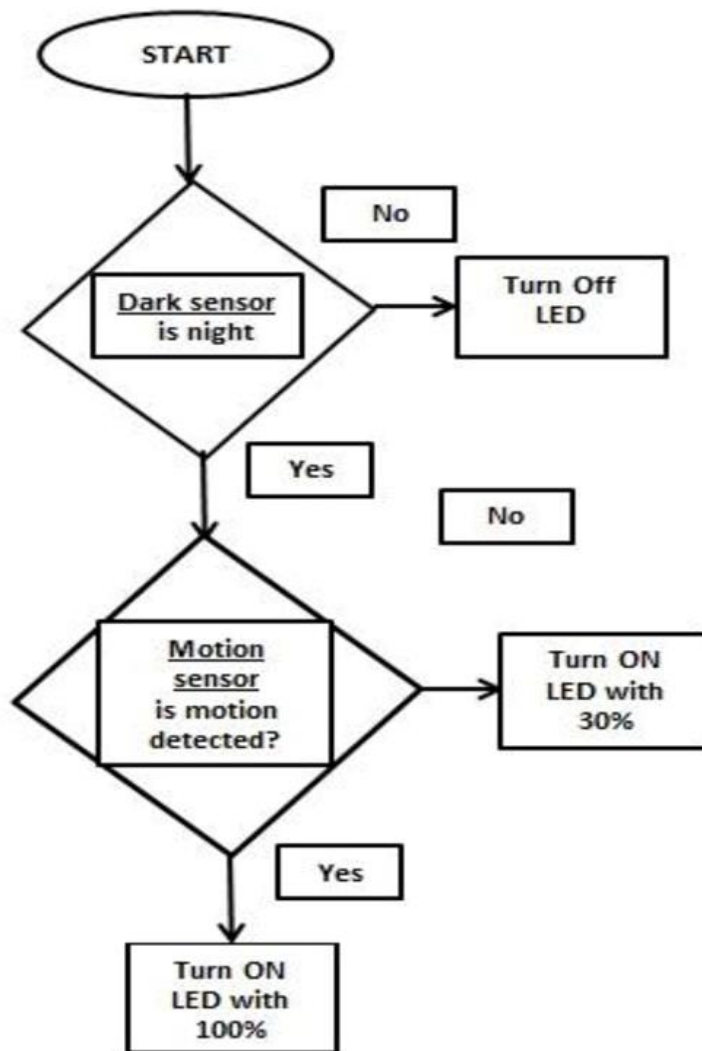 START
No
Dark sensor
is night
Turn Off
LED
Yes
No
Motion
sensor
is motion
detected?
Turn ON
LED with
30%
Yes
Turn ON
LED with
100%